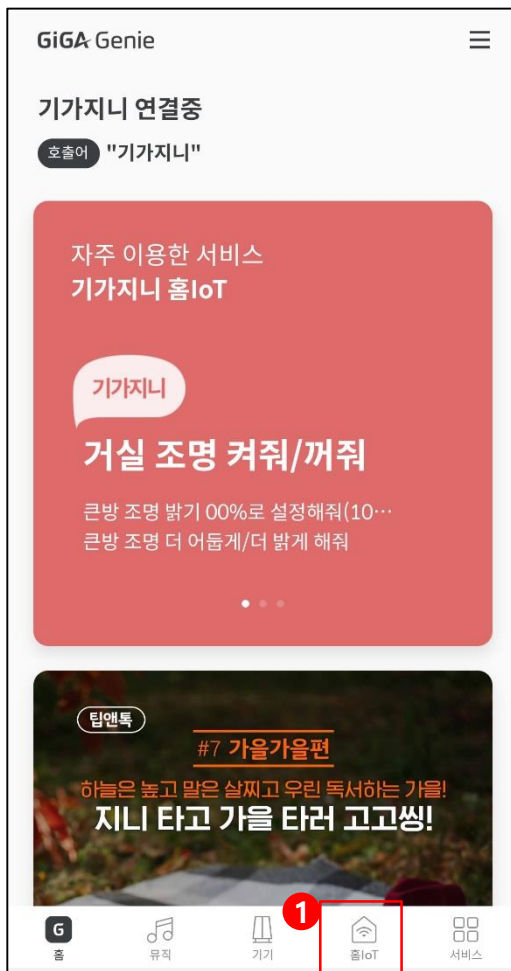 GiGA Genie
기가지니 연결중
호출어 "기가지니"
자주 이용한 서비스
기가지니 홈IoT
기가지니
거실 조명 켜줘/꺼줘
큰방 조명 밝기 00%로 설정해줘(10…
큰방 조명 더 어둡게/더 밝게 해줘
팁앤톡
#7 가을가을편
하늘은 높고 말은 살찌고 우린 독서하는 가을!
지니 타고 가을 타러 고고씽!
1
G
홈 뮤직 기기 홈IoT 서비스